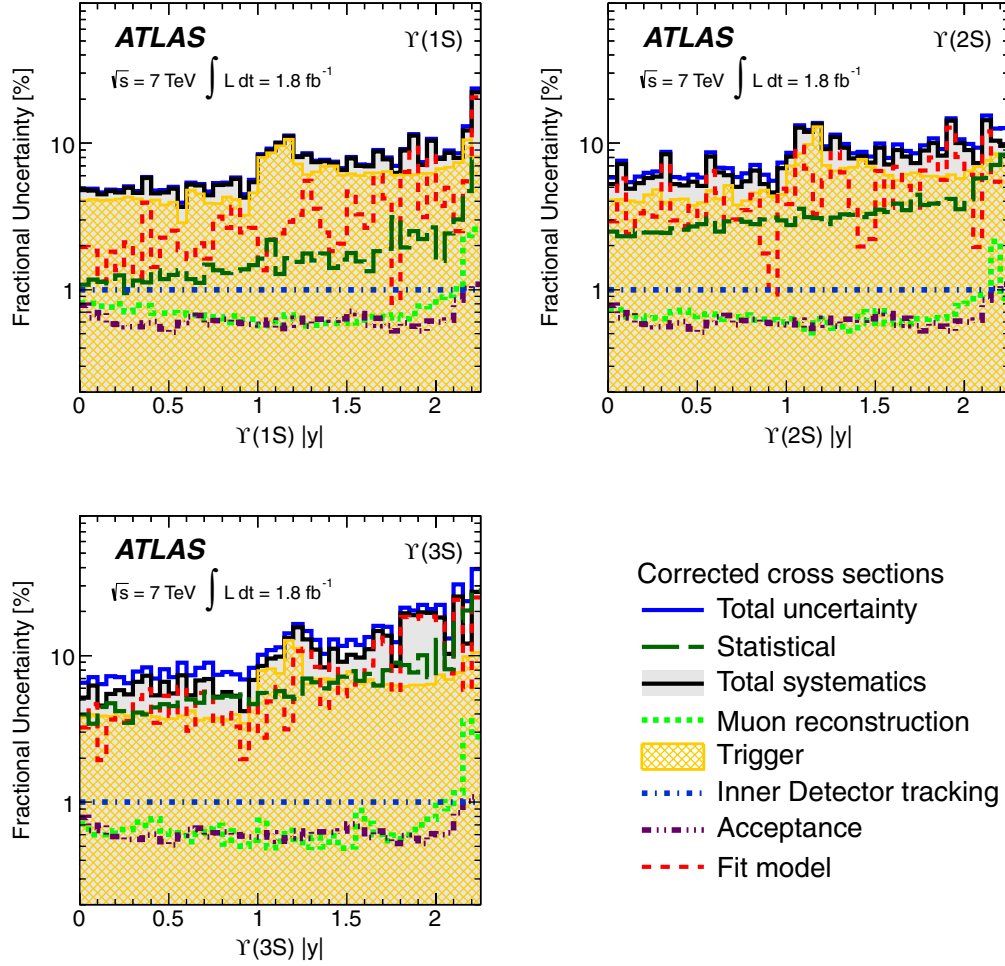 ATLAS
ϒ(1S)
√s = 7 TeV ∫ L dt = 1.8 fb⁻¹
Fractional Uncertainty [%]
10
1
0 0.5 1 1.5 2
ϒ(1S) |y|
ATLAS
ϒ(2S)
√s = 7 TeV ∫ L dt = 1.8 fb⁻¹
Fractional Uncertainty [%]
10
1
0 0.5 1 1.5 2
ϒ(2S) |y|
ATLAS
ϒ(3S)
√s = 7 TeV ∫ L dt = 1.8 fb⁻¹
Fractional Uncertainty [%]
10
1
0 0.5 1 1.5 2
ϒ(3S) |y|
Corrected cross sections
Total uncertainty
Statistical
Total systematics
Muon reconstruction
Trigger
Inner Detector tracking
Acceptance
Fit model